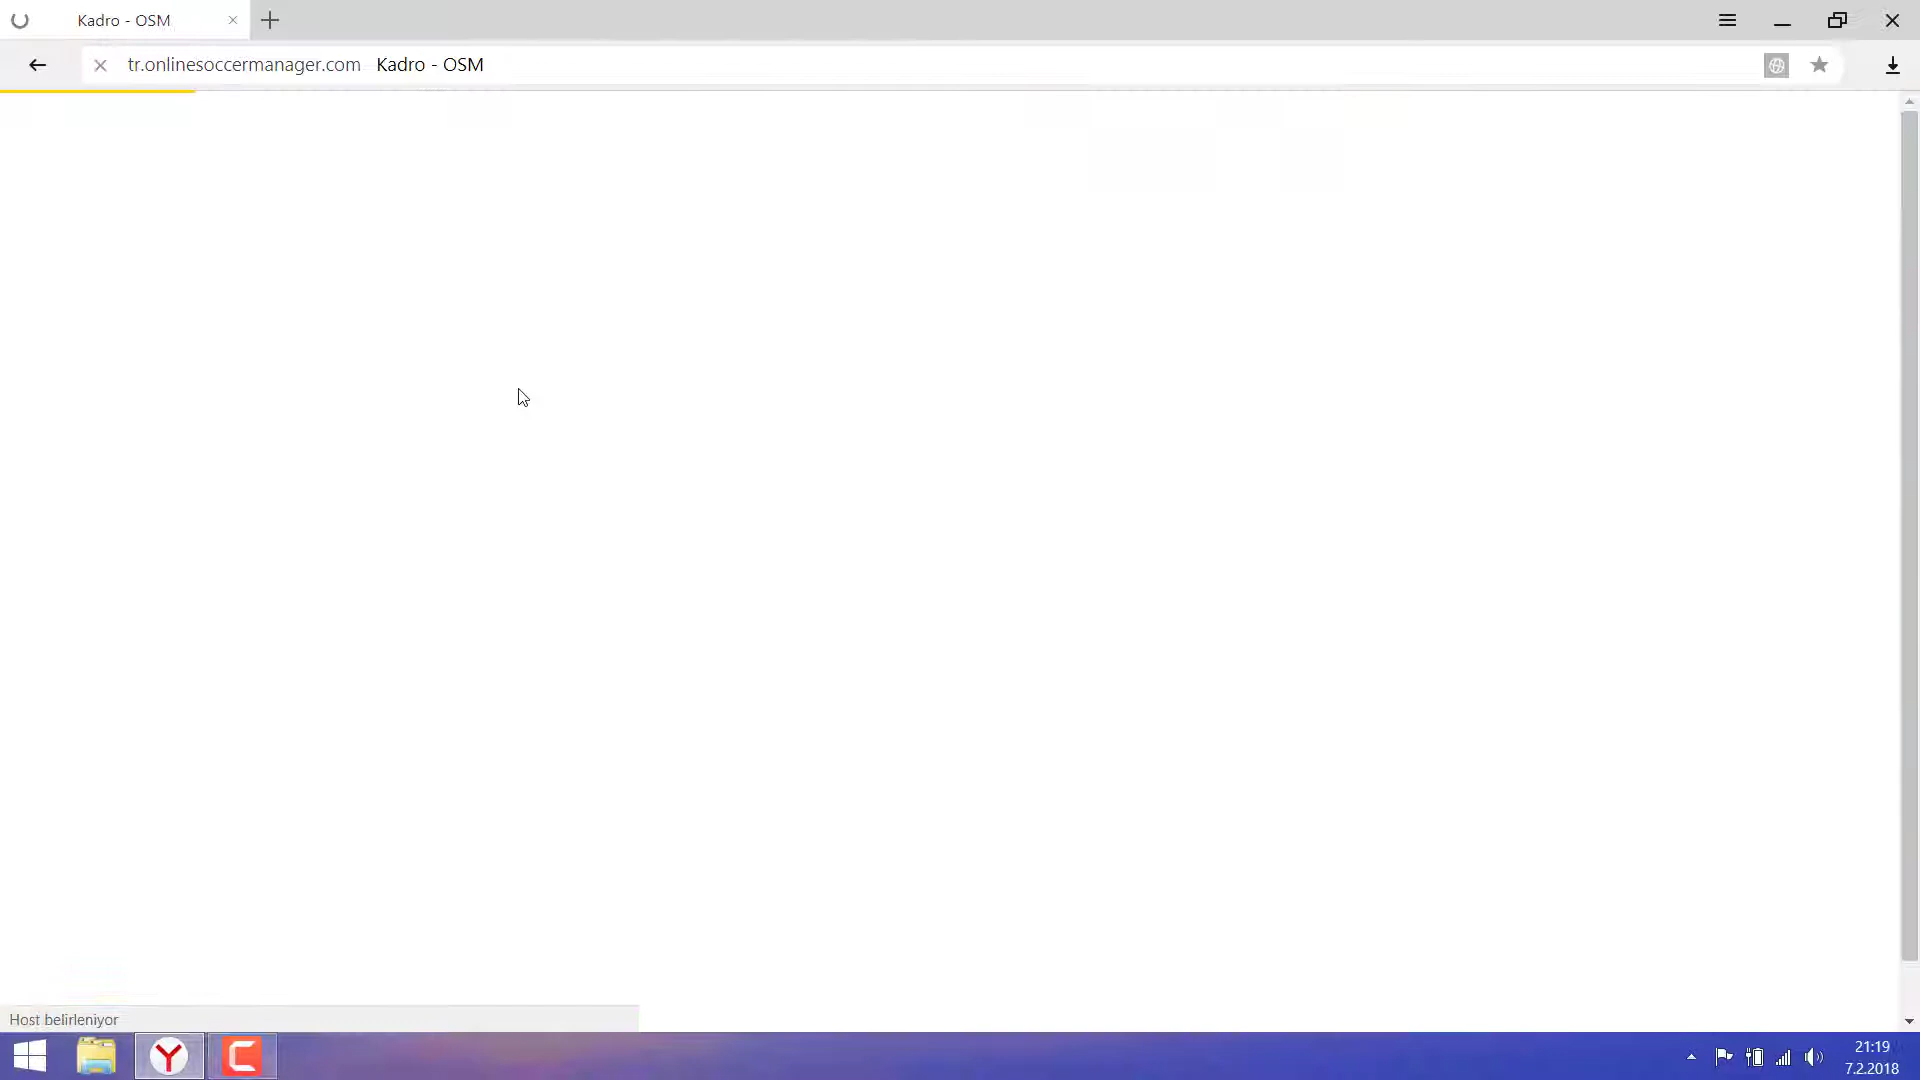 Kadro - OSM
tr.onlinesoccermanager.com Kadro - OSM
Host belirleniyor
21:19
7.2.2018